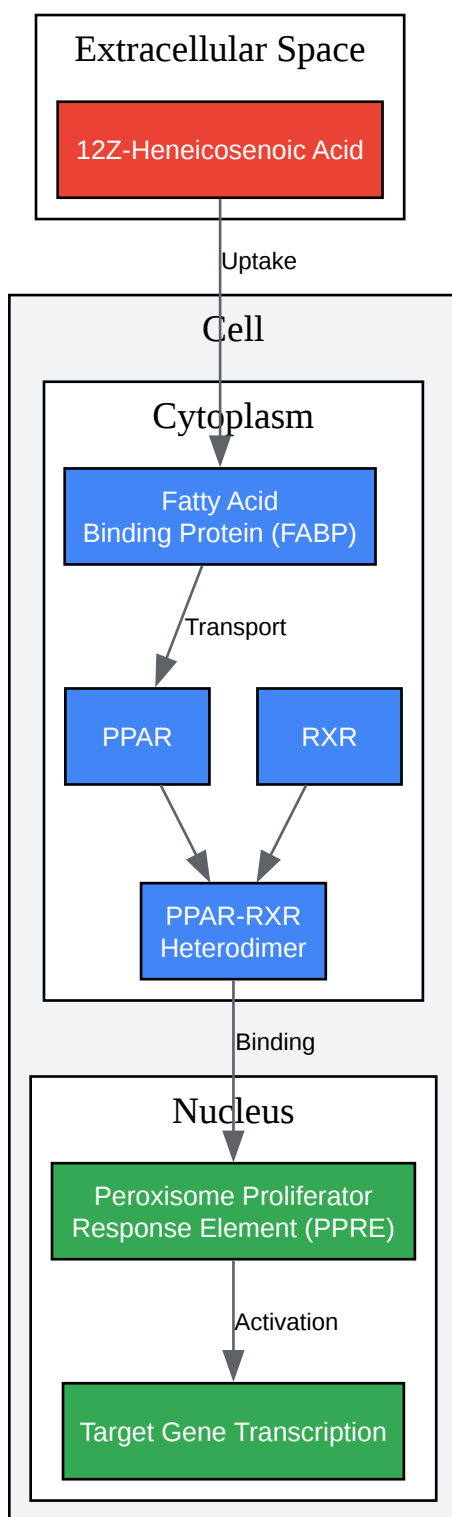 Extracellular Space
12Z-Heneicosenoic Acid
Uptake
Cell
Cytoplasm
Fatty Acid
Binding Protein (FABP)
Transport
PPAR
RXR
PPAR-RXR
Heterodimer
Binding
Nucleus
Peroxisome Proliferator
Response Element (PPRE)
Activation
Target Gene Transcription